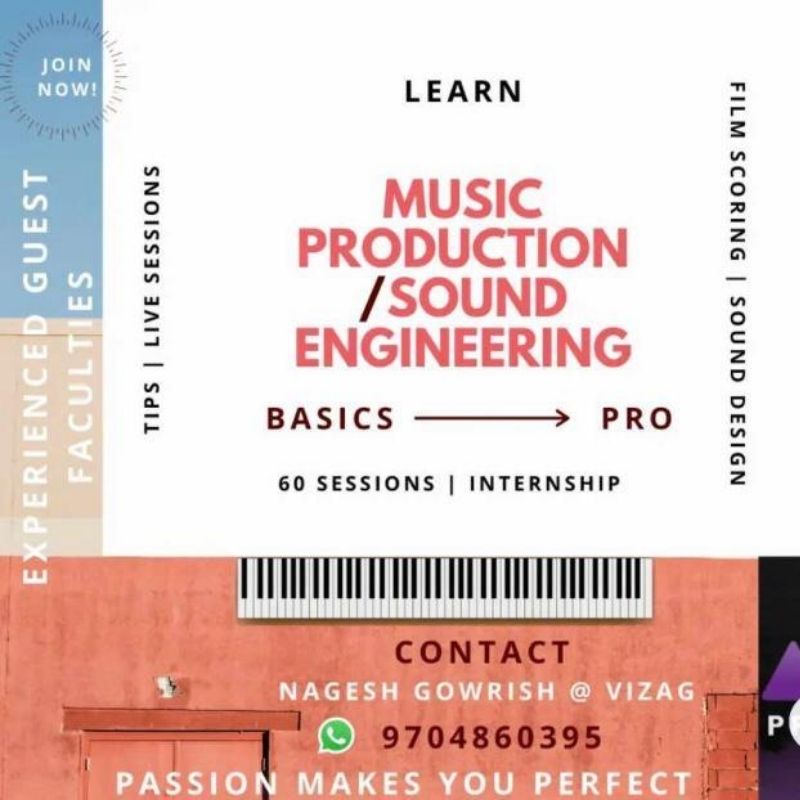 JOIN
NOW!
EXPERIENCED GUEST
FACULTIES
TIPS | LIVE SESSIONS
LEARN
MUSIC
PRODUCTION
/SOUND
ENGINEERING
BASICS PRO
60 SESSIONS | INTERNSHIP
FILM SCORING | SOUND DESIGN
CONTACT
NAGESH GOWRISH @ VIZAG
9704860395
PASSION MAKES YOU PERFECT